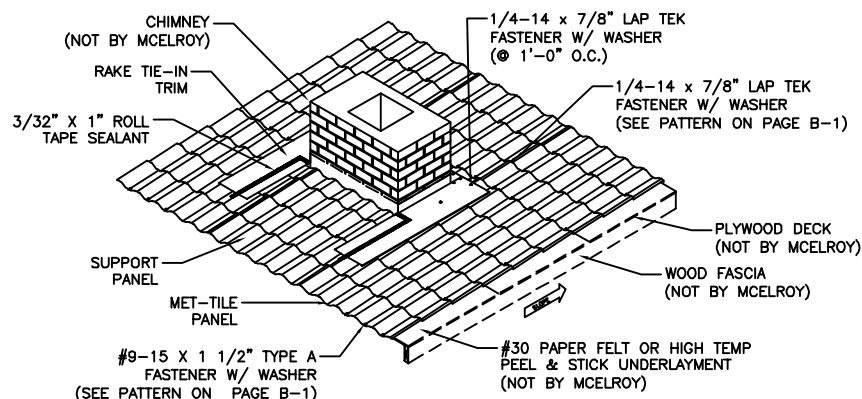 CHIMNEY
(NOT BY MCELROY)
RAKE TIE-IN
TRIM
3/32" X 1" ROLL
TAPE SEALANT
SUPPORT
PANEL
MET-TILE
PANEL
#9-15 X 1 1/2" TYPE A
FASTENER W/ WASHER
(SEE PATTERN ON PAGE B-1)
1/4-14 x 7/8" LAP TEK
FASTENER W/ WASHER
(@ 1'-0" O.C.)
1/4-14 x 7/8" LAP TEK
FASTENER W/ WASHER
(SEE PATTERN ON PAGE B-1)
PLYWOOD DECK
(NOT BY MCELROY)
WOOD FASCIA
(NOT BY MCELROY)
SLOPE
#30 PAPER FELT OR HIGH TEMP
PEEL & STICK UNDERLAYMENT
(NOT BY MCELROY)